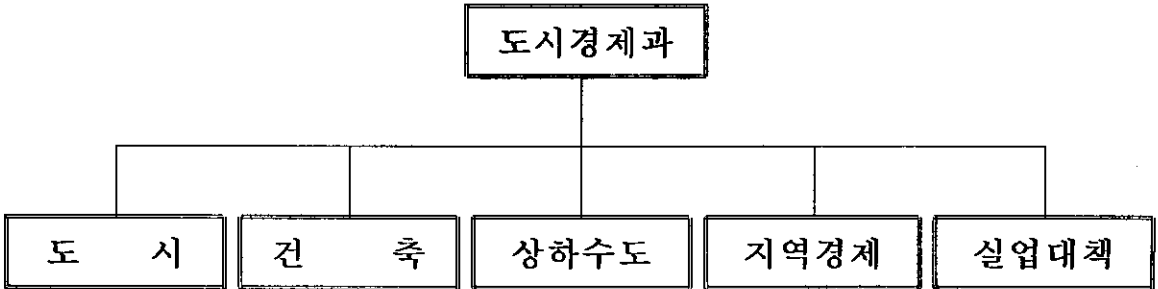 도시경제과
도 시
건 축
상하수도
지역경제
실업대책